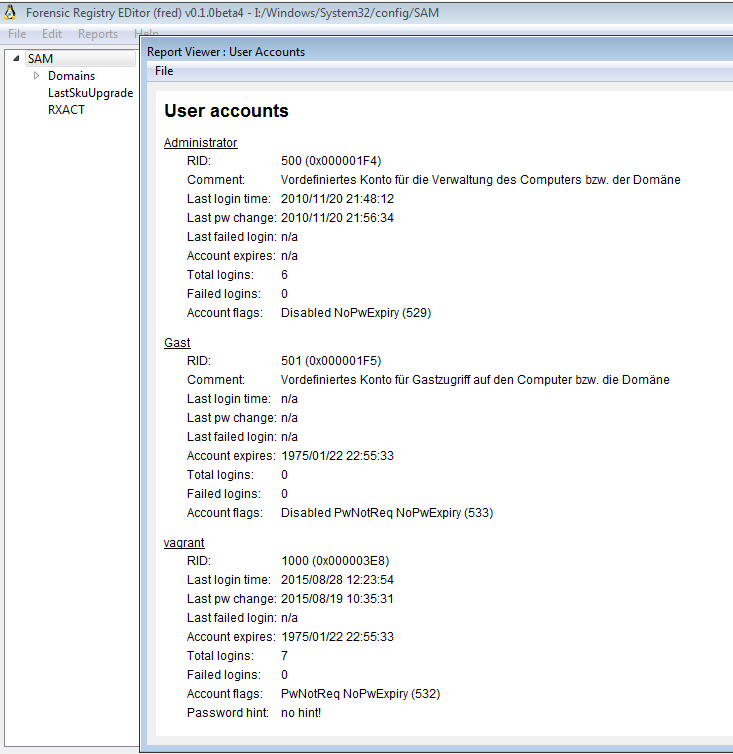 Forensic Registry EDitor (fred) v0.1.0beta4 - I:/Windows/System32/config/SAM
File Edit Reports Help
SAM
Domains
LastSkuUpgrade
RXACT
Report Viewer : User Accounts
File
User accounts
Administrator
RID: 500 (0x000001F4)
Comment: Vordefiniertes Konto für die Verwaltung des Computers bzw. der Domäne
Last login time: 2010/11/20 21:48:12
Last pw change: 2010/11/20 21:56:34
Last failed login: n/a
Account expires: n/a
Total logins: 6
Failed logins: 0
Account flags: Disabled NoPwExpiry (529)
Gast
RID: 501 (0x000001F5)
Comment: Vordefiniertes Konto für Gastzugriff auf den Computer bzw. die Domäne
Last login time: n/a
Last pw change: n/a
Last failed login: n/a
Account expires: 1975/01/22 22:55:33
Total logins: 0
Failed logins: 0
Account flags: Disabled PwNotReq NoPwExpiry (533)
vagrant
RID: 1000 (0x000003E8)
Last login time: 2015/08/28 12:23:54
Last pw change: 2015/08/19 10:35:31
Last failed login: n/a
Account expires: 1975/01/22 22:55:33
Total logins: 7
Failed logins: 0
Account flags: PwNotReq NoPwExpiry (532)
Password hint: no hint!